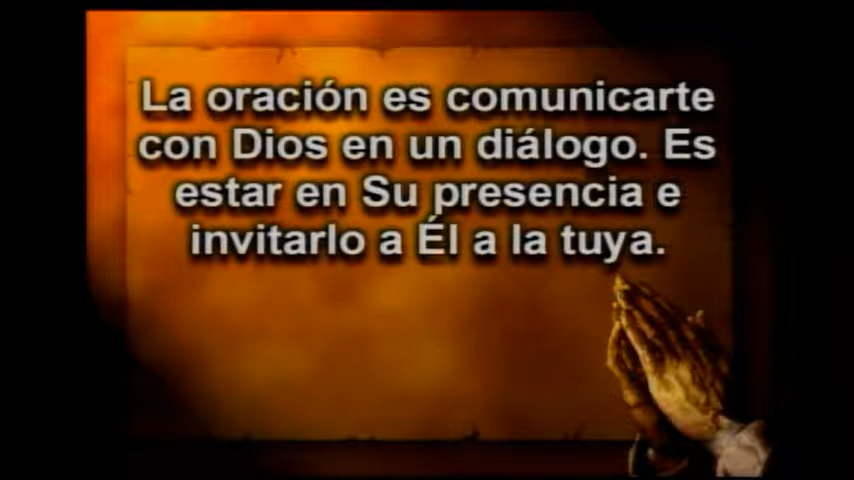 La oración es comunicarte
con Dios en un diálogo. Es
estar en Su presencia e
invitarlo a Él a la tuya.